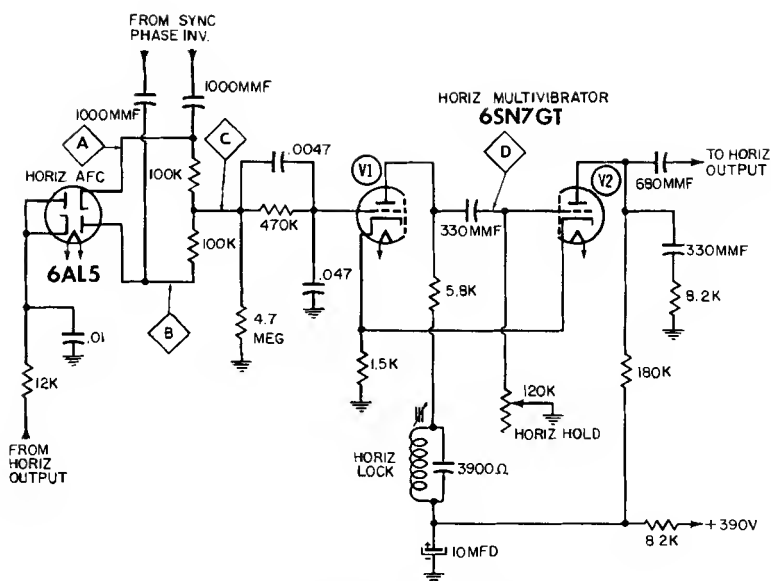 FROM SYNC
PHASE INV.
1000MMF
1000MMF
A
C
HORIZ AFC
100K
.0047
HORIZ MULTIVIBRATOR
6SN7GT
D
V1
V2
TO HORIZ
OUTPUT
680MMF
470K
330MMF
100K
6AL5
.047
5.8K
330MMF
8.2K
B
4.7
MEG
.01
1.5K
180K
12K
120K
HORIZ HOLD
FROM
HORIZ
OUTPUT
HORIZ
LOCK
3900Ω
+390V
8.2K
+
-
10MFD